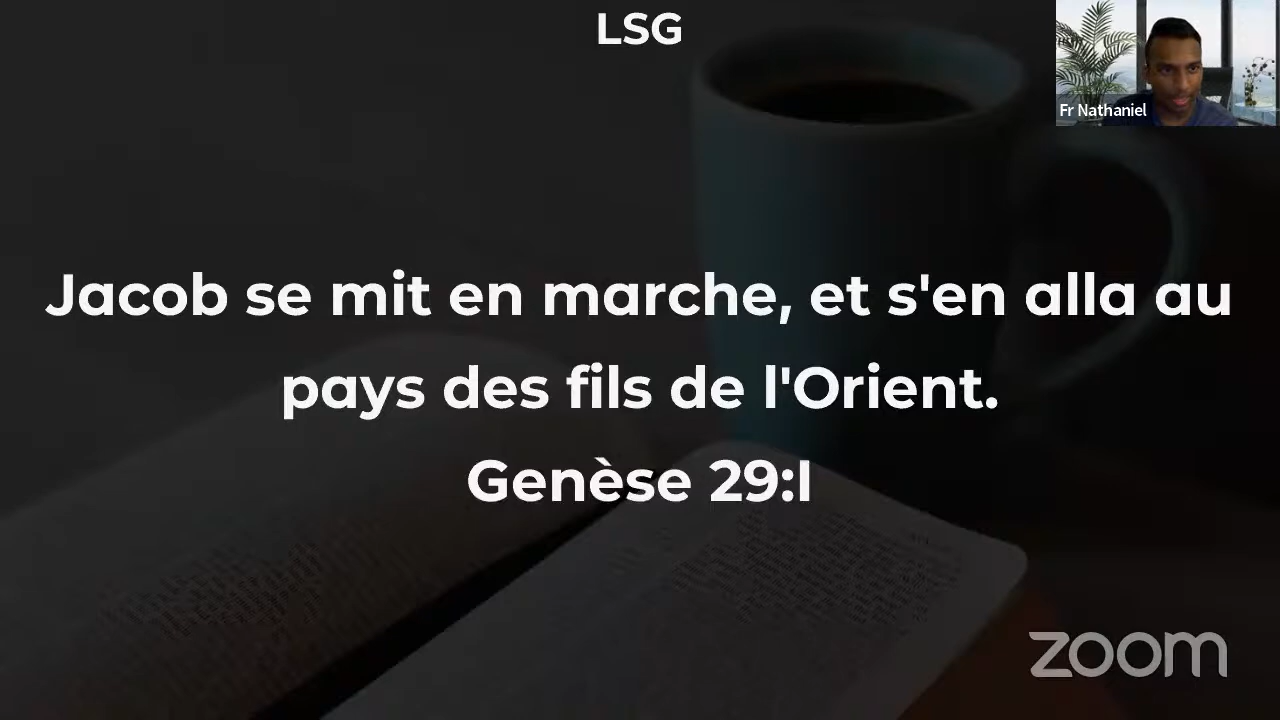 LSG
Fr Nathaniel
Jacob se mit en marche, et s'en alla au
pays des fils de l'Orient.
Genèse 29:1
zoom